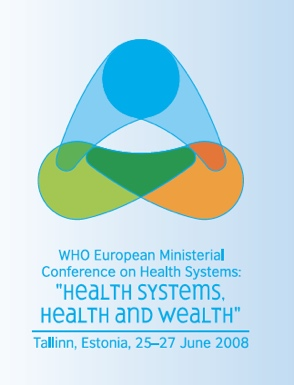 WHO European Ministerial
Conference on Health Systems:
"HEALTH SYSTEMS,
HEALTH AND WEALTH"
Tallinn, Estonia, 25–27 June 2008